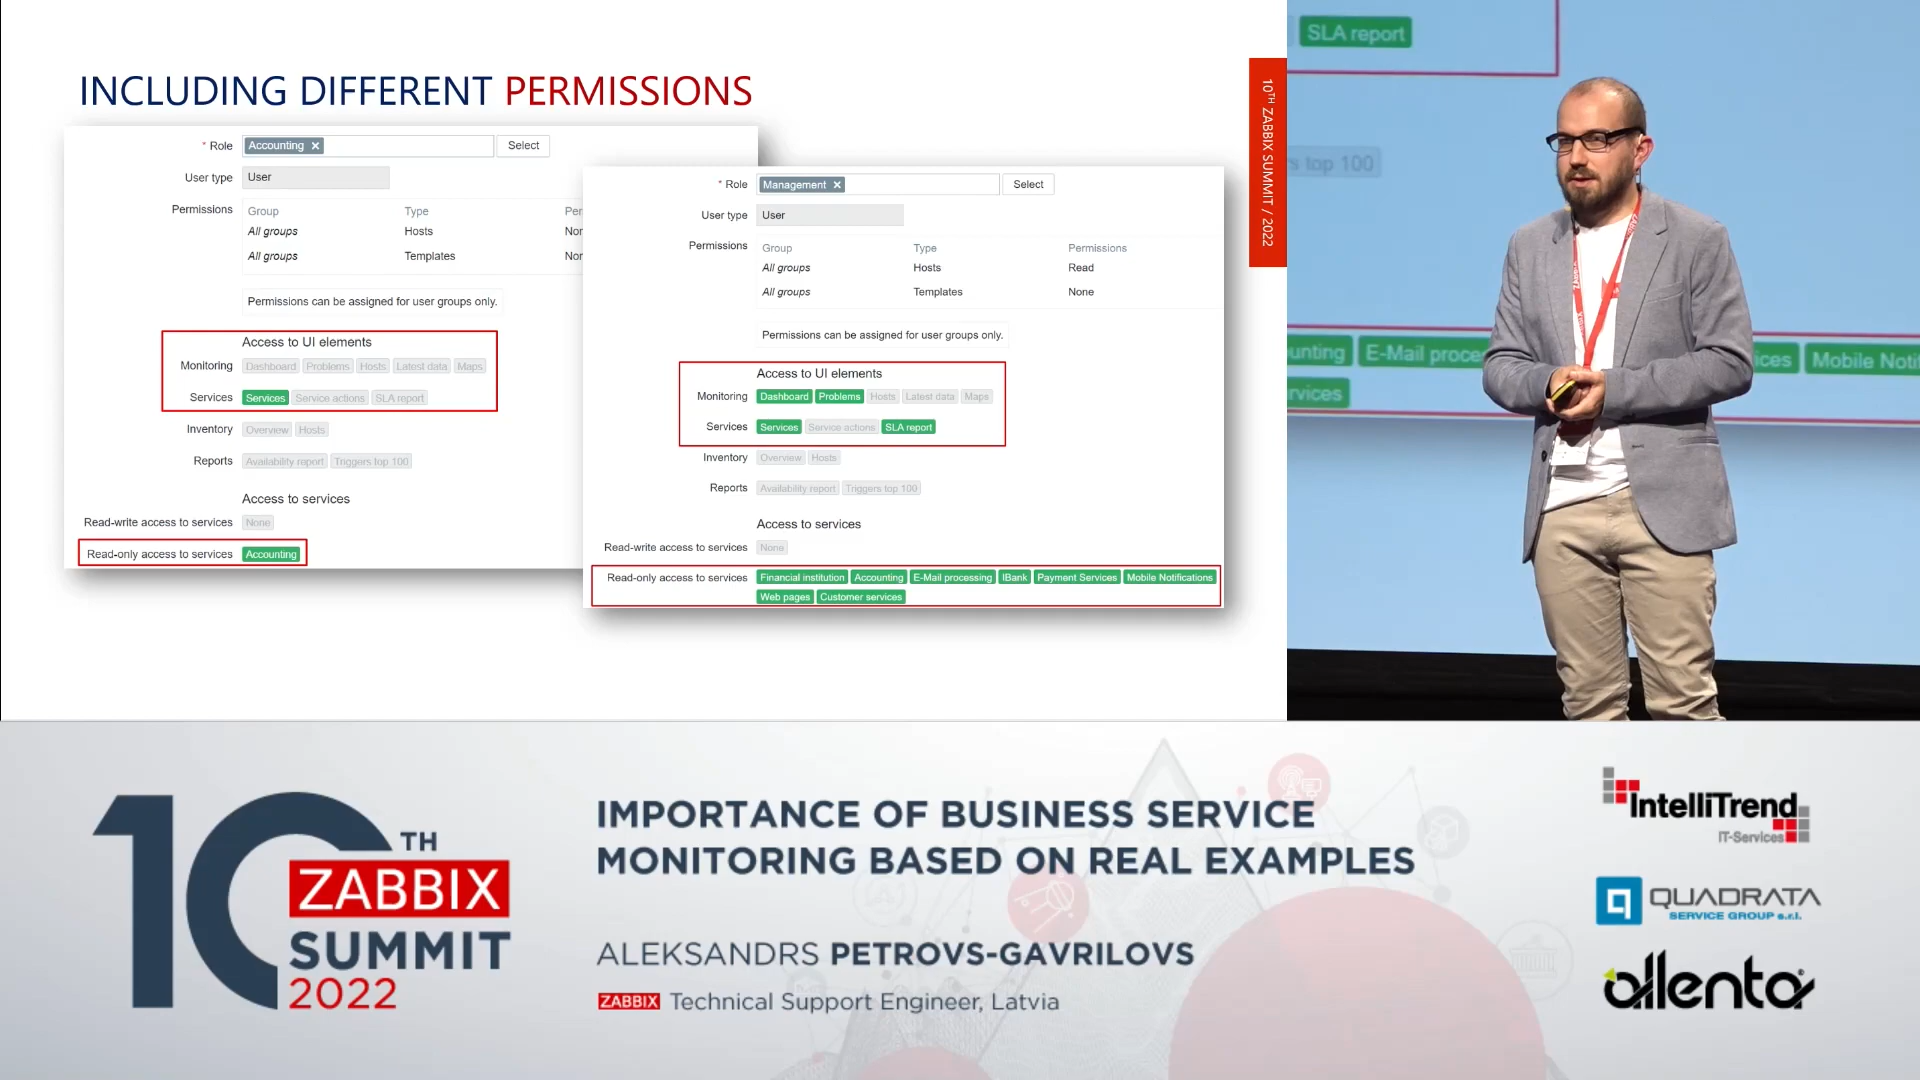 INCLUDING DIFFERENT PERMISSIONS
* Role Accounting × Select
User type User
Permissions Group Type Per
All groups Hosts Nor
All groups Templates Nor
Permissions can be assigned for user groups only.
Access to UI elements
Monitoring Dashboard Problems Hosts Latest data Maps
Services Services Service actions SLA report
Inventory Overview Hosts
Reports Availability report Triggers top 100
Access to services
Read-write access to services None
Read-only access to services Accounting
* Role Management × Select
User type User
Permissions Group Type Permissions
All groups Hosts Read
All groups Templates None
Permissions can be assigned for user groups only.
Access to UI elements
Monitoring Dashboard Problems Hosts Latest data Maps
Services Services Service actions SLA report
Inventory Overview Hosts
Reports Availability report Triggers top 100
Access to services
Read-write access to services None
Read-only access to services Financial institution Accounting E-Mail processing IBank Payment Services Mobile Notifications
Web pages Customer services
10TH ZABBIX SUMMIT / 2022
SLA report
s top 100
unting E-Mail proce ices Mobile Noti
rvices
10TH
ZABBIX
SUMMIT
2022
IMPORTANCE OF BUSINESS SERVICE
MONITORING BASED ON REAL EXAMPLES
ALEKSANDRS PETROVS-GAVRILOVS
ZABBIX Technical Support Engineer, Latvia
IntelliTrend
IT-Services
QUADRATA
SERVICE GROUP s.r.l.
allenta